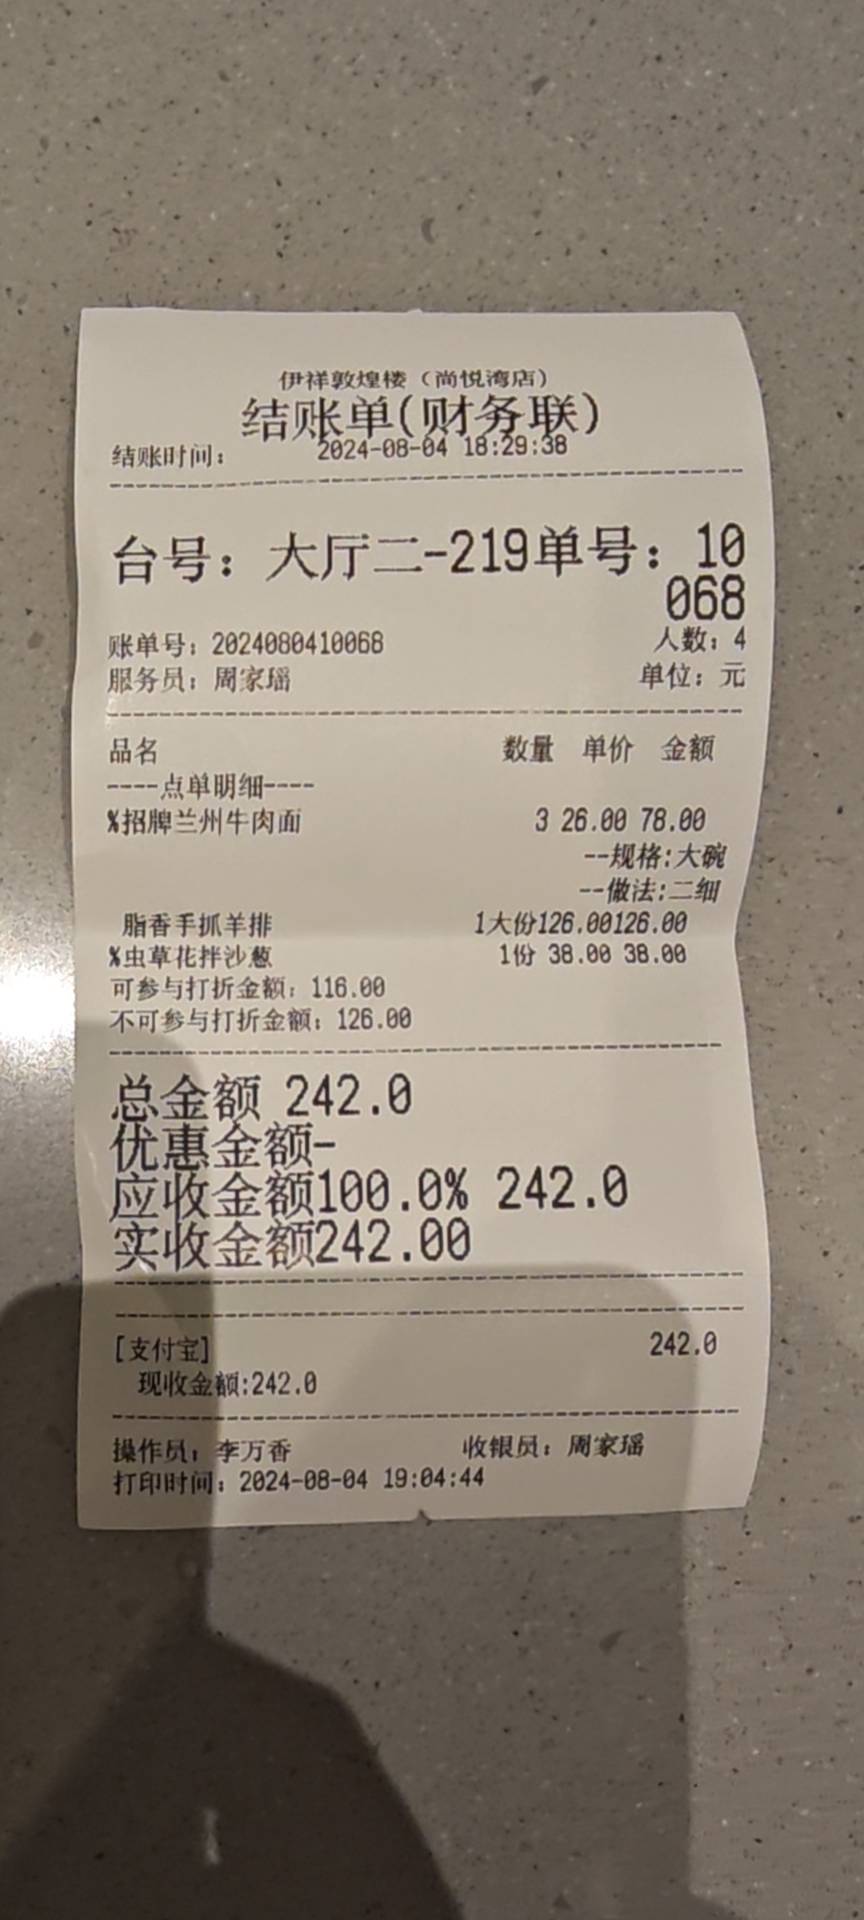 伊祥敦煌楼（尚悦湾店）
结账单(财务联)
结账时间： 2024-08-04 18:29:38
台号：大厅二-219单号：10
068
账单号：2024080410068 人数：4
服务员：周家瑶 单位：元
品名 数量 单价 金额
----点单明细----
%招牌兰州牛肉面 3 26.00 78.00
--规格:大碗
--做法:二细
脂香手抓羊排 1大份126.00126.00
%虫草花拌沙葱 1份 38.00 38.00
可参与打折金额：116.00
不可参与打折金额：126.00
总金额 242.0
优惠金额-
应收金额100.0% 242.0
实收金额242.00
[支付宝] 242.0
现收金额:242.0
操作员：李万香 收银员：周家瑶
打印时间：2024-08-04 19:04:44